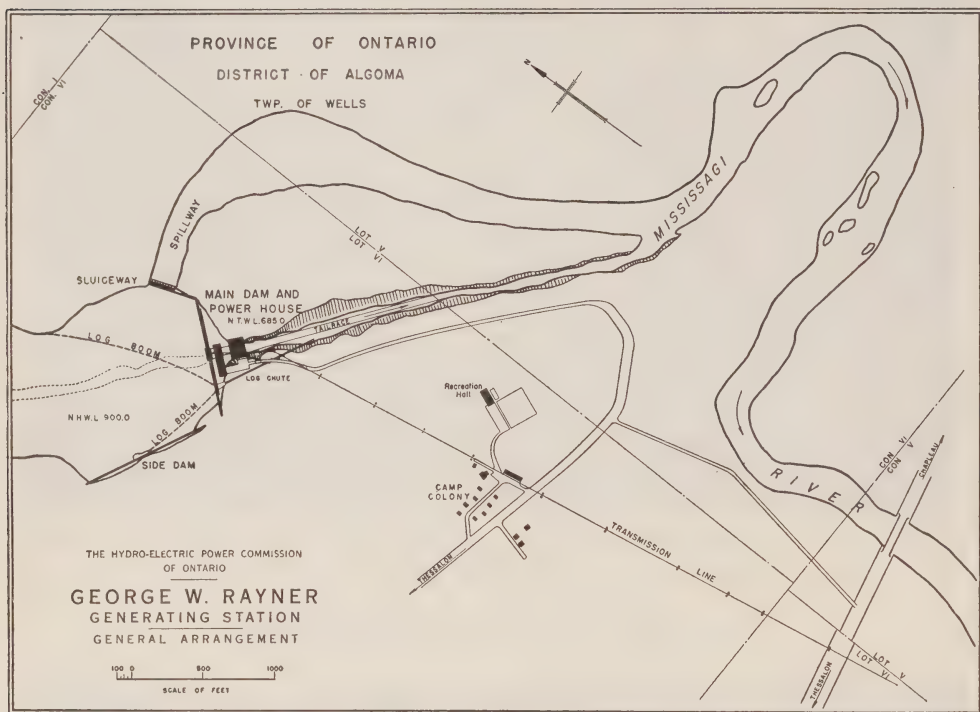 PROVINCE OF ONTARIO
DISTRICT OF ALGOMA
TWP. OF WELLS
CON. V
CON. VI
N
MISSISSAGI
SPILLWAY
LOT V
LOT VI
SLUICEWAY
MAIN DAM AND
POWER HOUSE
N.T.W.L. 685.0
TAILRACE
LOG BOOM
LOG CHUTE
N.H.W.L. 900.0
LOG BOOM
SIDE DAM
Recreation
Hall
CAMP
COLONY
THESSALON
TRANSMISSION
LINE
RIVER
CON VI
CON V
CHAPLEAU
LOT V
LOT VI
THESSALON
THE HYDRO-ELECTRIC POWER COMMISSION
OF ONTARIO
GEORGE W. RAYNER
GENERATING STATION
GENERAL ARRANGEMENT
100 0 500 1000
SCALE OF FEET